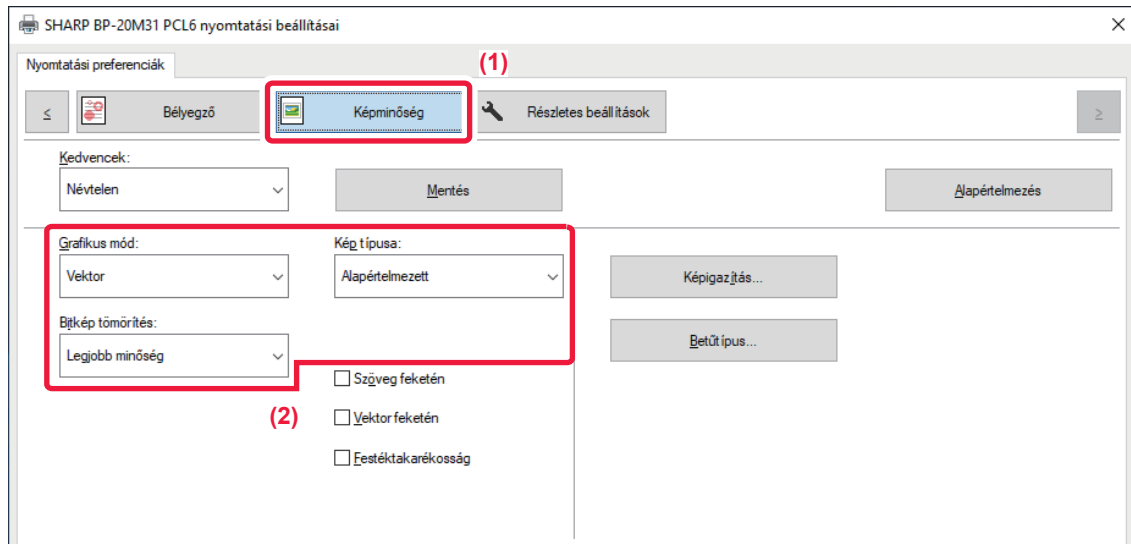 SHARP BP-20M31 PCL6 nyomtatási beállításai
Nyomtatási preferenciák
(1)
< Bélyegző Képminőség Részletes beállítások >
Kedvencek:
Névtelen Mentés Alapértelmezés
Grafikus mód: Kép típusa:
Vektor Alapértelmezett Képigazítás...
Bitkép tömörítés:
Legjobb minőség Betűtípus...
Szöveg feketén
(2) Vektor feketén
Festéktakarékosság